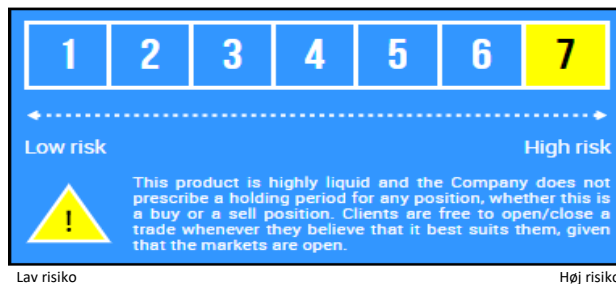 1 2 3 4 5 6 7
Low risk High risk
This product is highly liquid and the Company does not
prescribe a holding period for any position, whether this is
a buy or a sell position. Clients are free to open/close a
! trade whenever they believe that it best suits them, given
that the markets are open.
Lav risiko Høj risiko